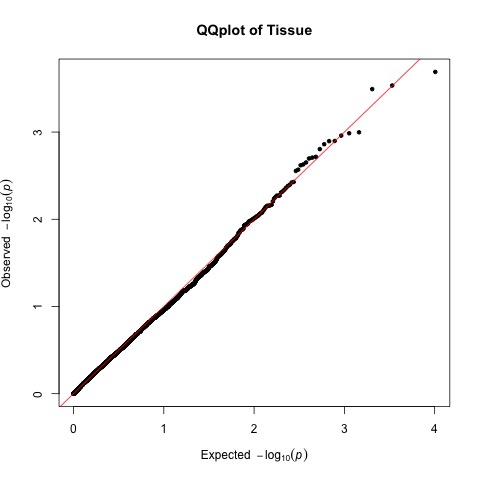 QQplot of Tissue
Observed −log₁₀(p)
3
2
1
0
0 1 2 3 4
Expected −log₁₀(p)